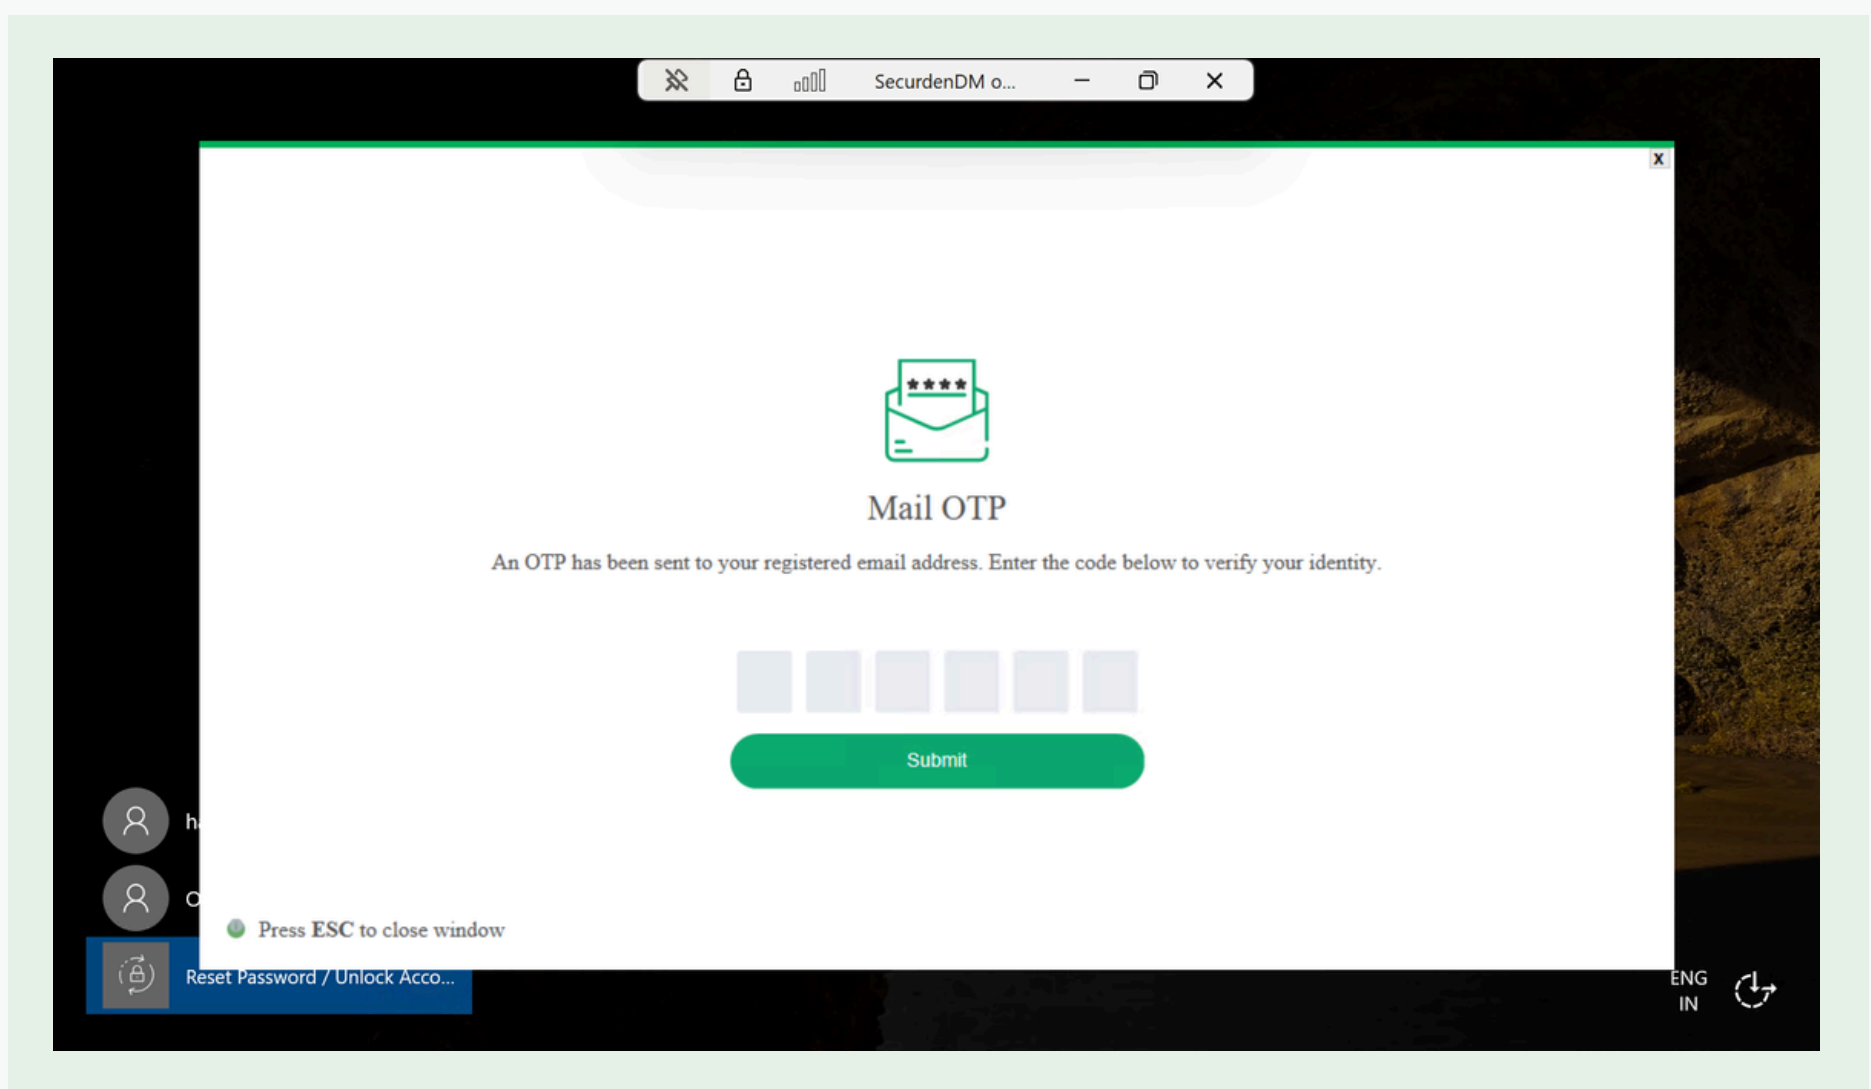 SecurdenDM o...
X
****
Mail OTP
An OTP has been sent to your registered email address. Enter the code below to verify your identity.
Submit
Press ESC to close window
Reset Password / Unlock Acco...
ENG
IN